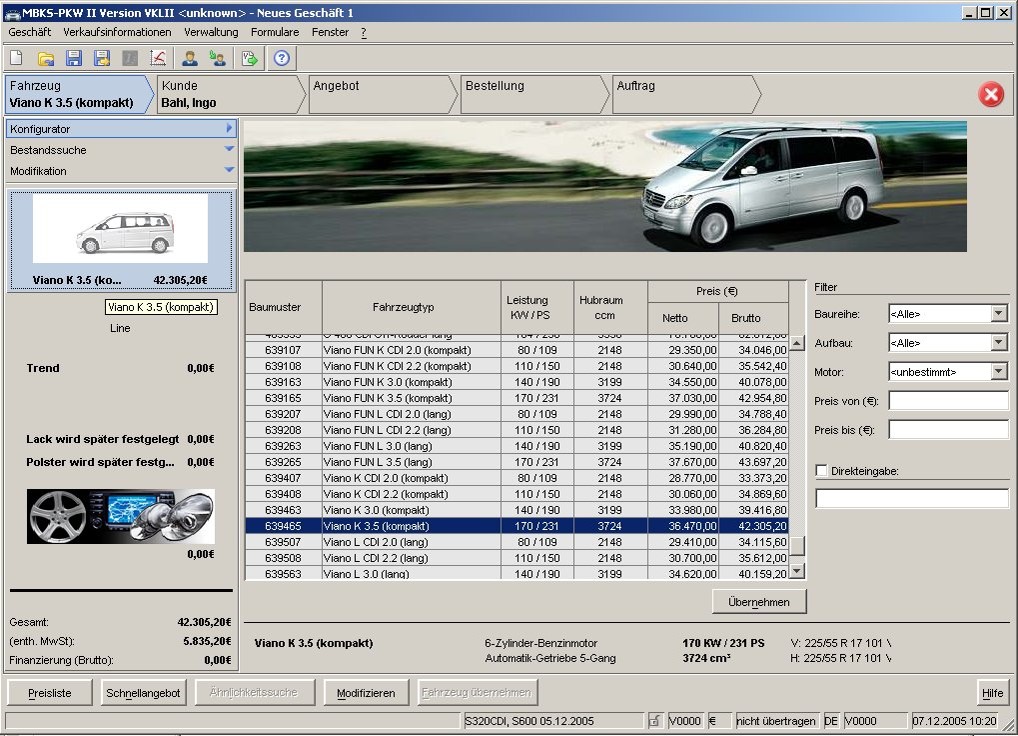 MBKS-PKW II Version VKLII <unknown> - Neues Geschäft 1
Geschäft Verkaufsinformationen Verwaltung Formulare Fenster ?
Fahrzeug
Viano K 3.5 (kompakt)
Kunde
Bahl, Ingo
Angebot
Bestellung
Auftrag
Konfigurator
Bestandssuche
Modifikation
Viano K 3.5 (ko... 42.305,20€
Viano K 3.5 (kompakt)
Line
Trend 0,00€
Lack wird später festgelegt 0,00€
Polster wird später festg... 0,00€
0,00€
Gesamt: 42.305,20€
(enth. MwSt): 5.835,20€
Finanzierung (Brutto): 0,00€
Baumuster Fahrzeugtyp Leistung KW / PS Hubraum ccm Preis (€)
Netto Brutto
639107 Viano FUN K CDI 2.0 (kompakt) 80 / 109 2148 29.350,00 34.046,00
639108 Viano FUN K CDI 2.2 (kompakt) 110 / 150 2148 30.640,00 35.542,40
639163 Viano FUN K 3.0 (kompakt) 140 / 190 3199 34.550,00 40.078,00
639165 Viano FUN K 3.5 (kompakt) 170 / 231 3724 37.030,00 42.954,80
639207 Viano FUN L CDI 2.0 (lang) 80 / 109 2148 29.990,00 34.788,40
639208 Viano FUN L CDI 2.2 (lang) 110 / 150 2148 31.280,00 36.284,80
639263 Viano FUN L 3.0 (lang) 140 / 190 3199 35.190,00 40.820,40
639265 Viano FUN L 3.5 (lang) 170 / 231 3724 37.670,00 43.697,20
639407 Viano K CDI 2.0 (kompakt) 80 / 109 2148 28.770,00 33.373,20
639408 Viano K CDI 2.2 (kompakt) 110 / 150 2148 30.060,00 34.869,60
639463 Viano K 3.0 (kompakt) 140 / 190 3199 33.980,00 39.416,80
639465 Viano K 3.5 (kompakt) 170 / 231 3724 36.470,00 42.305,20
639507 Viano L CDI 2.0 (lang) 80 / 109 2148 29.410,00 34.115,60
639508 Viano L CDI 2.2 (lang) 110 / 150 2148 30.700,00 35.612,00
639563 Viano L 3.0 (lang) 140 / 190 3199 34.620,00 40.159,20
Filter
Baureihe: <Alle>
Aufbau: <Alle>
Motor: <unbestimmt>
Preis von (€):
Preis bis (€):
Direkteingabe:
Übernehmen
Viano K 3.5 (kompakt) 6-Zylinder-Benzinmotor 170 KW / 231 PS V: 225/55 R 17 101 \
Automatik-Getriebe 5-Gang 3724 cm³ H: 225/55 R 17 101 \
Preisliste Schnellangebot Ähnlichkeitssuche Modifizieren Fahrzeug übernehmen Hilfe
S320CDI, S600 05.12.2005 V0000 € nicht übertragen DE V0000 07.12.2005 10:20